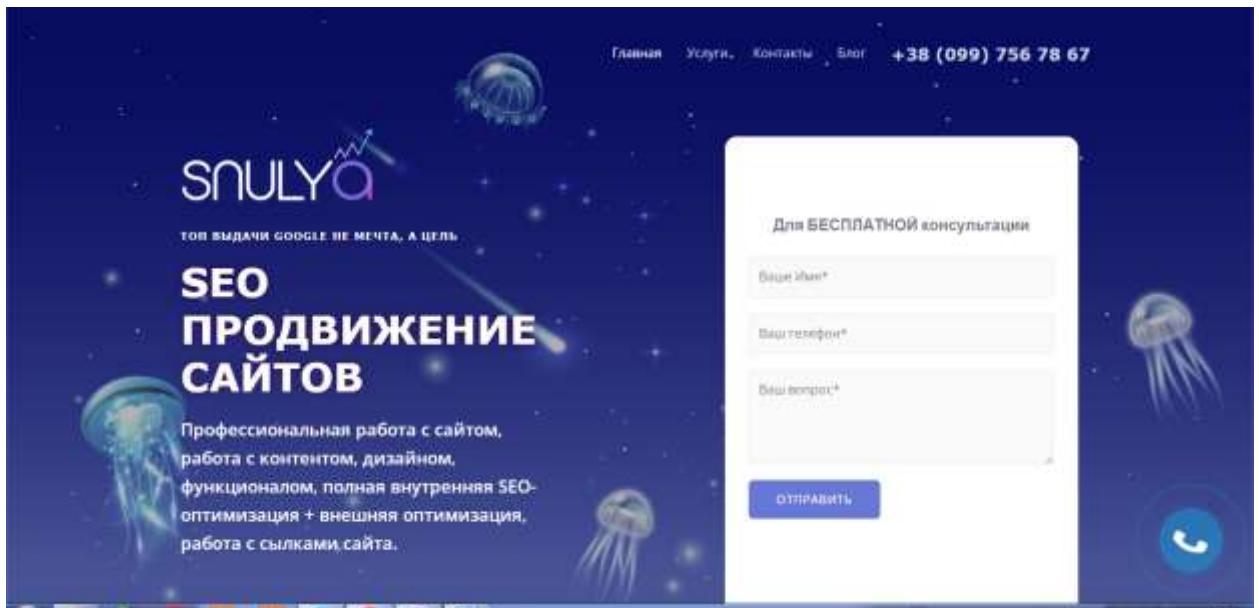 Главная Услуги Контакты Блог +38 (099) 756 78 67
SNULYA
ТОП ВЫДАЧИ GOOGLE НЕ МЕЧТА, А ЦЕЛЬ
SEO
ПРОДВИЖЕНИЕ
САЙТОВ
Профессиональная работа с сайтом,
работа с контентом, дизайном,
функционалом, полная внутренняя SEO-
оптимизация + внешняя оптимизация,
работа с сылками сайта.
Для БЕСПЛАТНОЙ консультации
Ваше Имя*
Ваш телефон*
Ваш вопрос*
ОТПРАВИТЬ